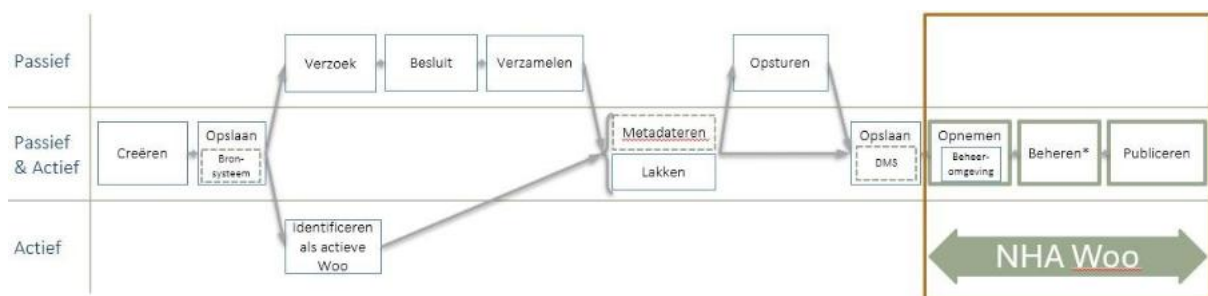 Passief
Verzoek
Besluit
Verzamelen
Opsturen
Passief
& Actief
Creëren
Opslaan
Bron-
systeem
Metadateren
Lakken
Opslaan
DMS
Opnemen
Beheer-
omgeving
Beheren*
Publiceren
Actief
Identificeren
als actieve
Woo
NHA Woo